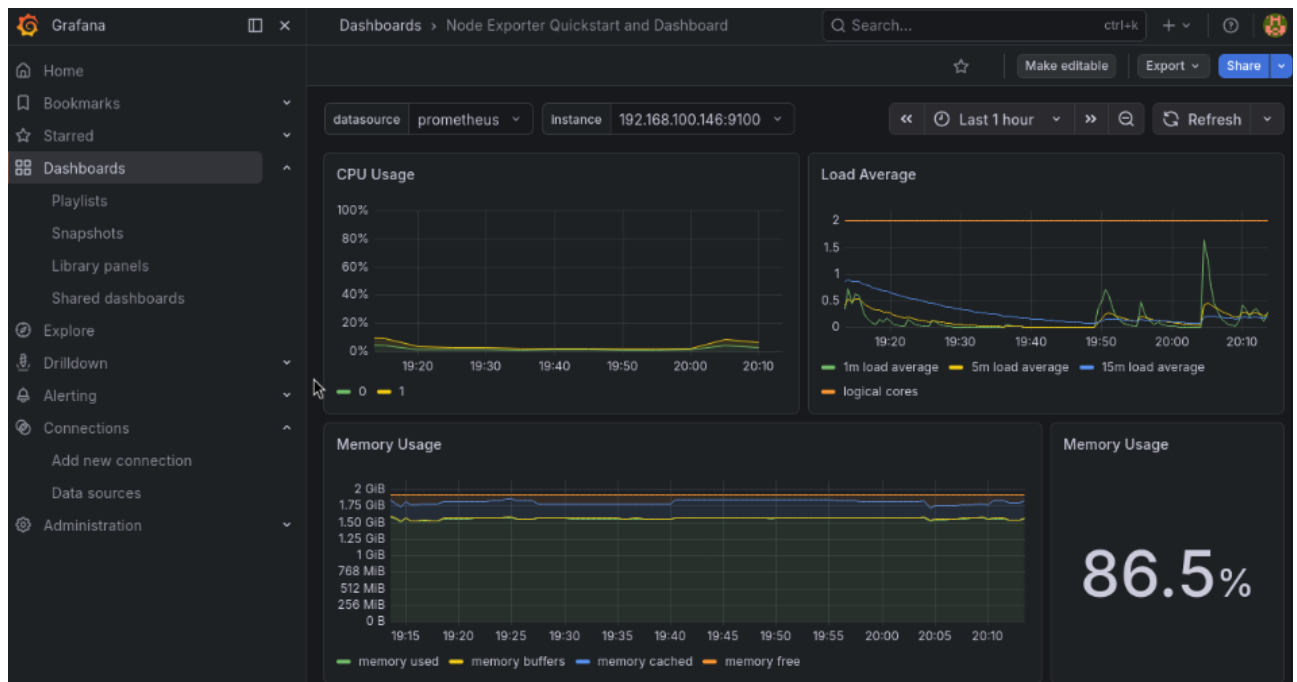 Grafana
Dashboards › Node Exporter Quickstart and Dashboard
Search...
ctrl+k
Home
Bookmarks
Starred
Dashboards
Playlists
Snapshots
Library panels
Shared dashboards
Explore
Drilldown
Alerting
Connections
Add new connection
Data sources
Administration
Make editable
Export
Share
datasource prometheus
Instance 192.168.100.146:9100
Last 1 hour
Refresh
CPU Usage
100%
80%
60%
40%
20%
0%
19:20 19:30 19:40 19:50 20:00 20:10
0 1
Load Average
2
1.5
1
0.5
0
19:20 19:30 19:40 19:50 20:00 20:10
1m load average 5m load average 15m load average
logical cores
Memory Usage
2 GiB
1.75 GiB
1.50 GiB
1.25 GiB
1 GiB
768 MiB
512 MiB
256 MiB
0 B
19:15 19:20 19:25 19:30 19:35 19:40 19:45 19:50 19:55 20:00 20:05 20:10
memory used memory buffers memory cached memory free
Memory Usage
86.5%